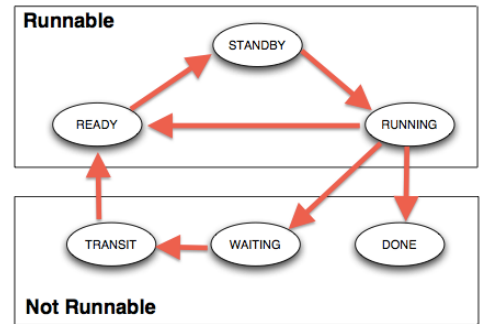 Runnable
STANDBY
READY
RUNNING
TRANSIT
WAITING
DONE
Not Runnable